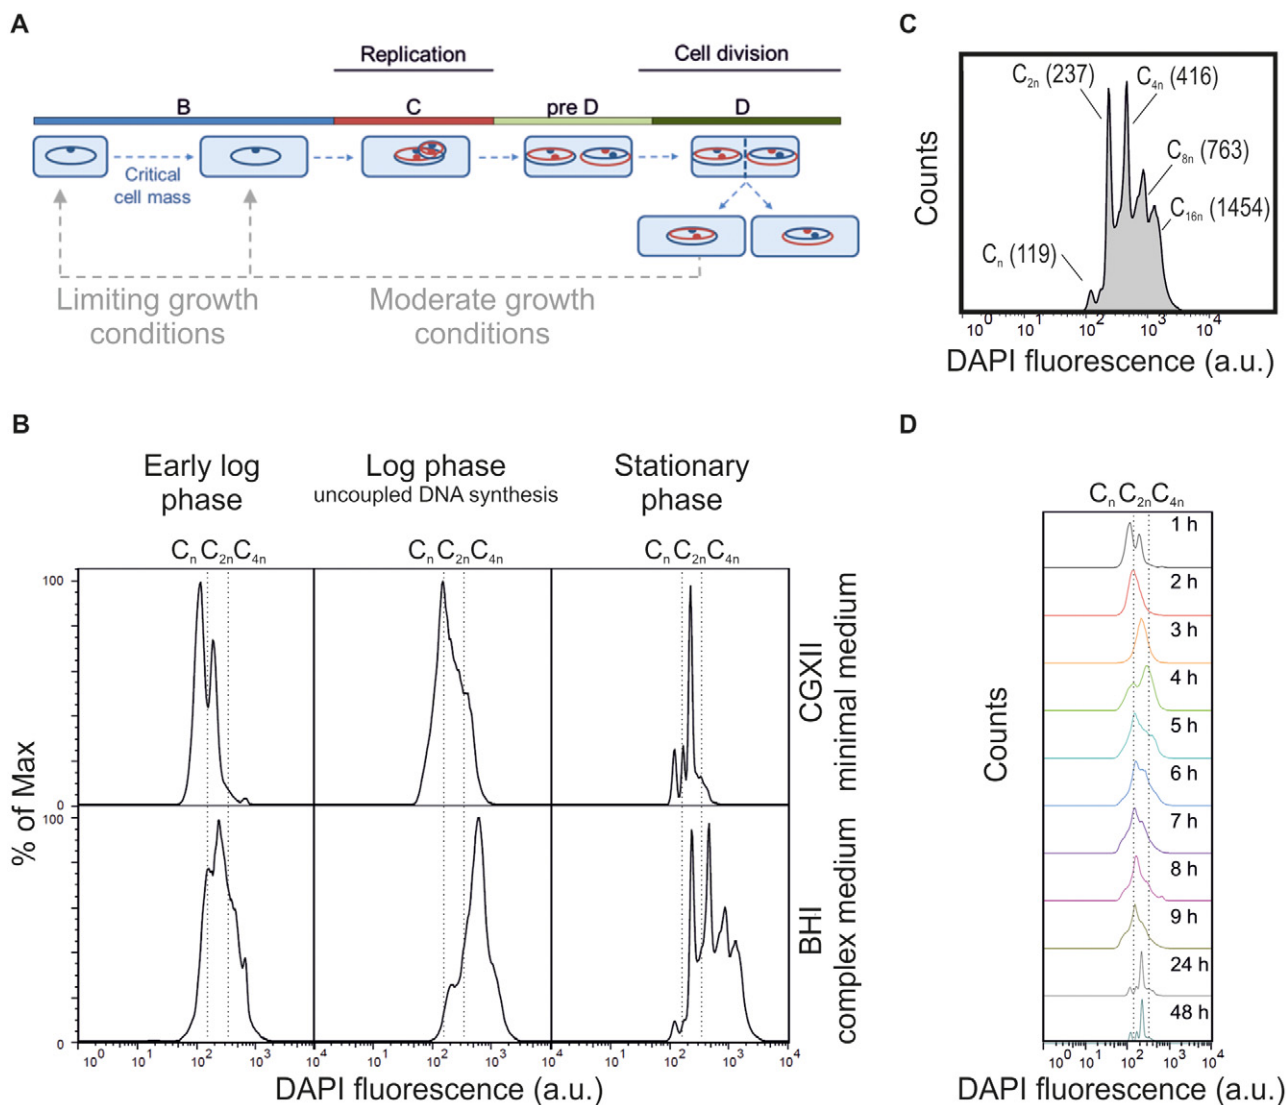 A
Replication
Cell division
B
C
pre D
D
Critical
cell mass
Limiting growth
conditions
Moderate growth
conditions
C
Counts
C2n (237)
C4n (416)
C8n (763)
C16n (1454)
Cn (119)
10^0 10^1 10^2 10^3 10^4
DAPI fluorescence (a.u.)
B
Early log
phase
Log phase
uncoupled DNA synthesis
Stationary
phase
Cn C2n C4n
Cn C2n C4n
Cn C2n C4n
100
0
100
0
% of Max
CGXII
minimal medium
BHI
complex medium
10^0 10^1 10^2 10^3 10^4
10^1 10^2 10^3 10^4
10^1 10^2 10^3 10^4
DAPI fluorescence (a.u.)
D
Cn C2n C4n
1 h
2 h
3 h
4 h
5 h
6 h
7 h
8 h
9 h
24 h
48 h
Counts
10^0 10^1 10^2 10^3 10^4
DAPI fluorescence (a.u.)